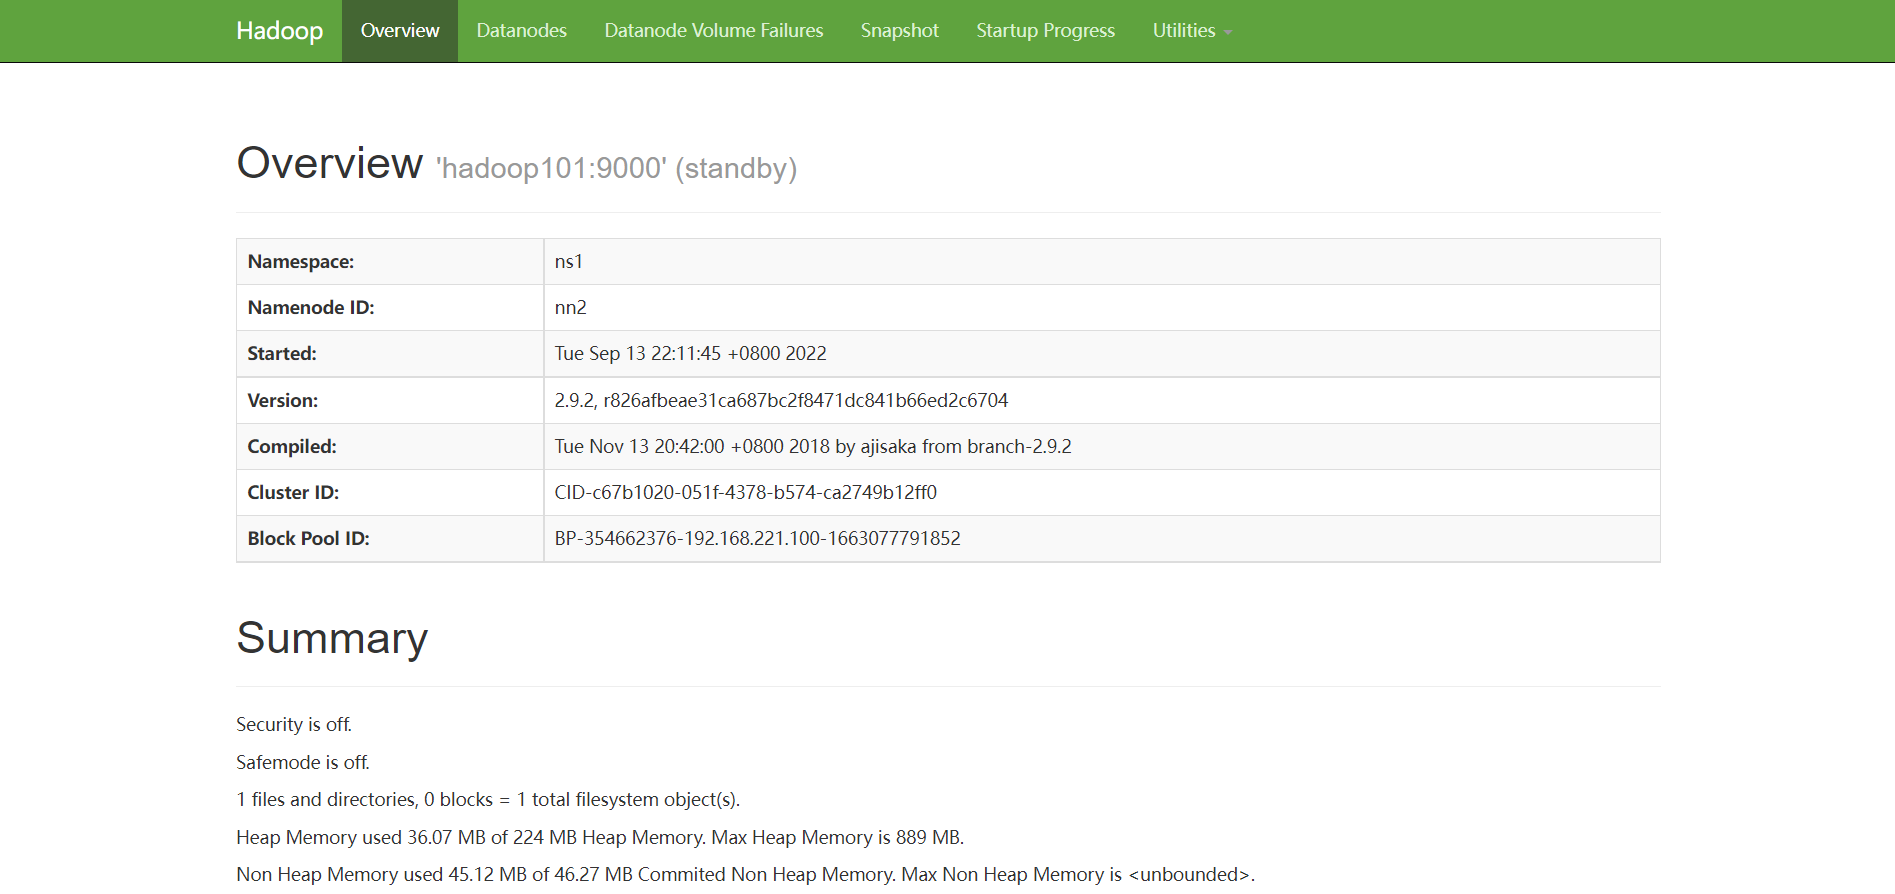 Hadoop Overview Datanodes Datanode Volume Failures Snapshot Startup Progress Utilities
Overview 'hadoop101:9000' (standby)
Namespace: ns1
Namenode ID: nn2
Started: Tue Sep 13 22:11:45 +0800 2022
Version: 2.9.2, r826afbeae31ca687bc2f8471dc841b66ed2c6704
Compiled: Tue Nov 13 20:42:00 +0800 2018 by ajisaka from branch-2.9.2
Cluster ID: CID-c67b1020-051f-4378-b574-ca2749b12ff0
Block Pool ID: BP-354662376-192.168.221.100-1663077791852
Summary
Security is off.
Safemode is off.
1 files and directories, 0 blocks = 1 total filesystem object(s).
Heap Memory used 36.07 MB of 224 MB Heap Memory. Max Heap Memory is 889 MB.
Non Heap Memory used 45.12 MB of 46.27 MB Commited Non Heap Memory. Max Non Heap Memory is <unbounded>.